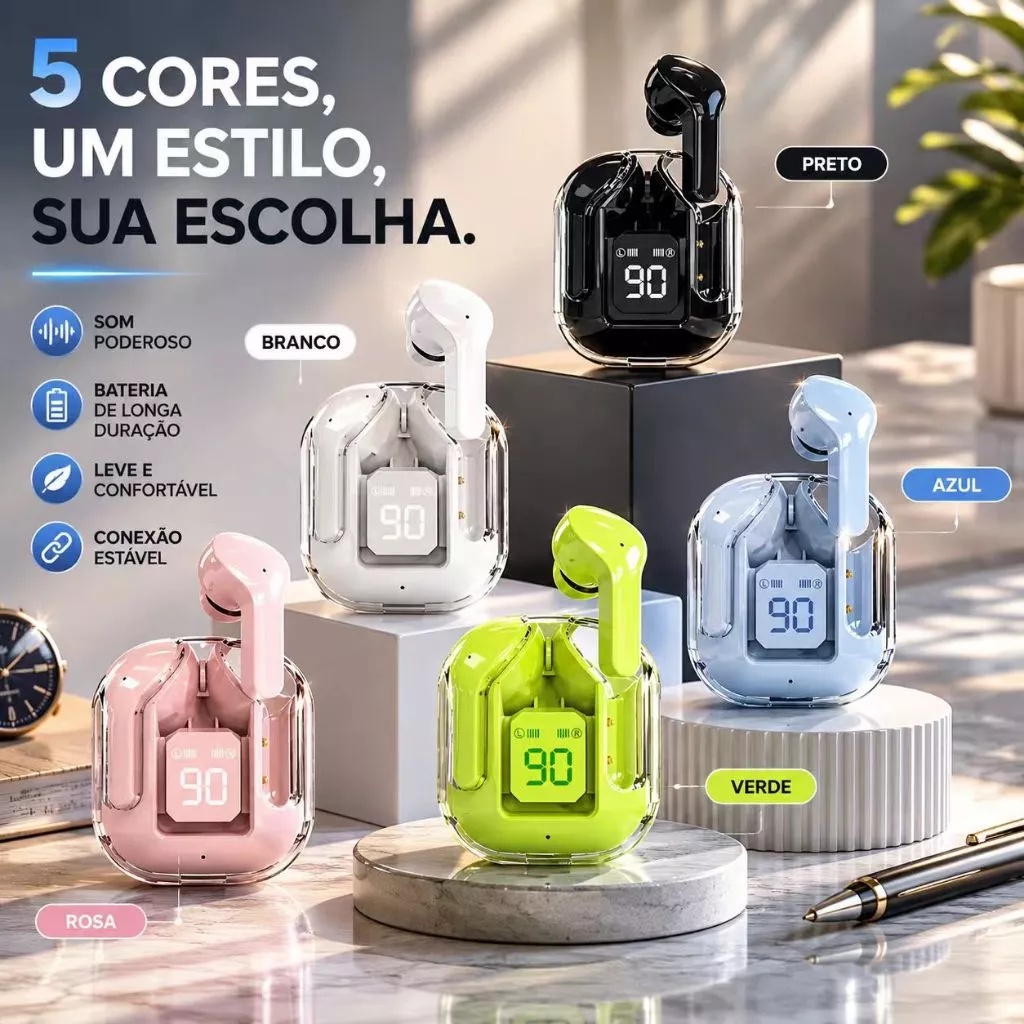 5 CORES,
UM ESTILO,
SUA ESCOLHA.
SOM
PODEROSO
BATERIA
DE LONGA
DURAÇÃO
LEVE E
CONFORTÁVEL
CONEXÃO
ESTÁVEL
PRETO
L R
90
BRANCO
L R
90
AZUL
L R
90
VERDE
L R
90
ROSA
L R
90